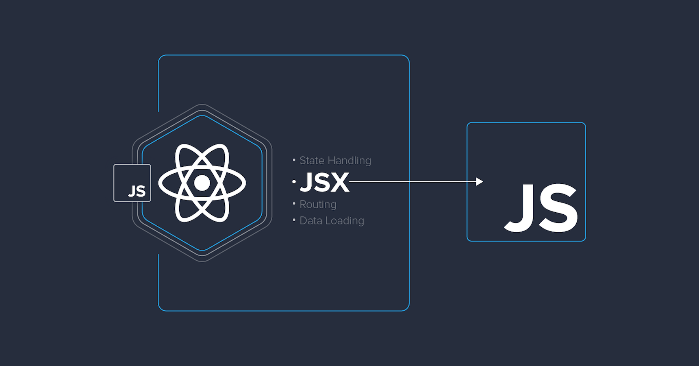 JS
• State Handling
• JSX
• Routing
• Data Loading
JS